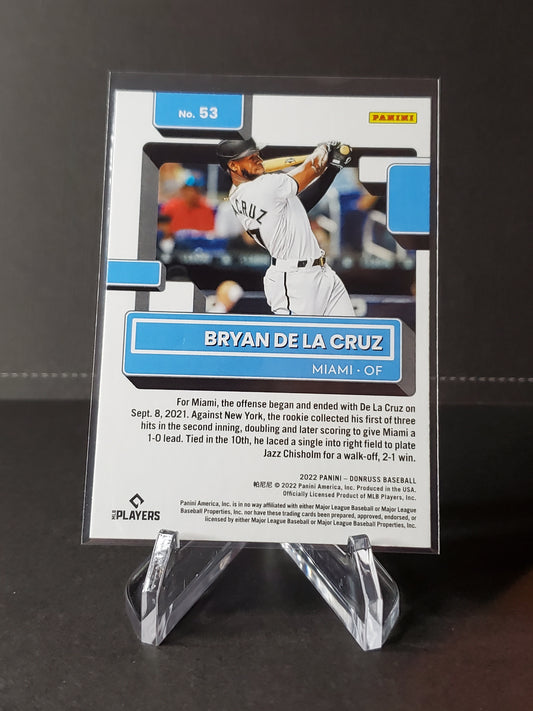 No. 53
PANINI
CRUZ
BRYAN DE LA CRUZ
MIAMI · OF
For Miami, the offense began and ended with De La Cruz on
Sept. 8, 2021. Against New York, the rookie collected his first of three
hits in the second inning, doubling and later scoring to give Miami a
1-0 lead. Tied in the 10th, he laced a single into right field to plate
Jazz Chisholm for a walk-off, 2-1 win.
2022 PANINI – DONRUSS BASEBALL
帕尼尼 © 2022 Panini America, Inc. Produced in the USA.
Officially Licensed Product of MLB Players, Inc.
MLB PLAYERS
Panini America, Inc. is in no way affiliated with either Major League Baseball or Major League
Baseball Properties, Inc. nor have these trading cards been prepared, approved, endorsed, or
licensed by either Major League Baseball or Major League Baseball Properties, Inc.